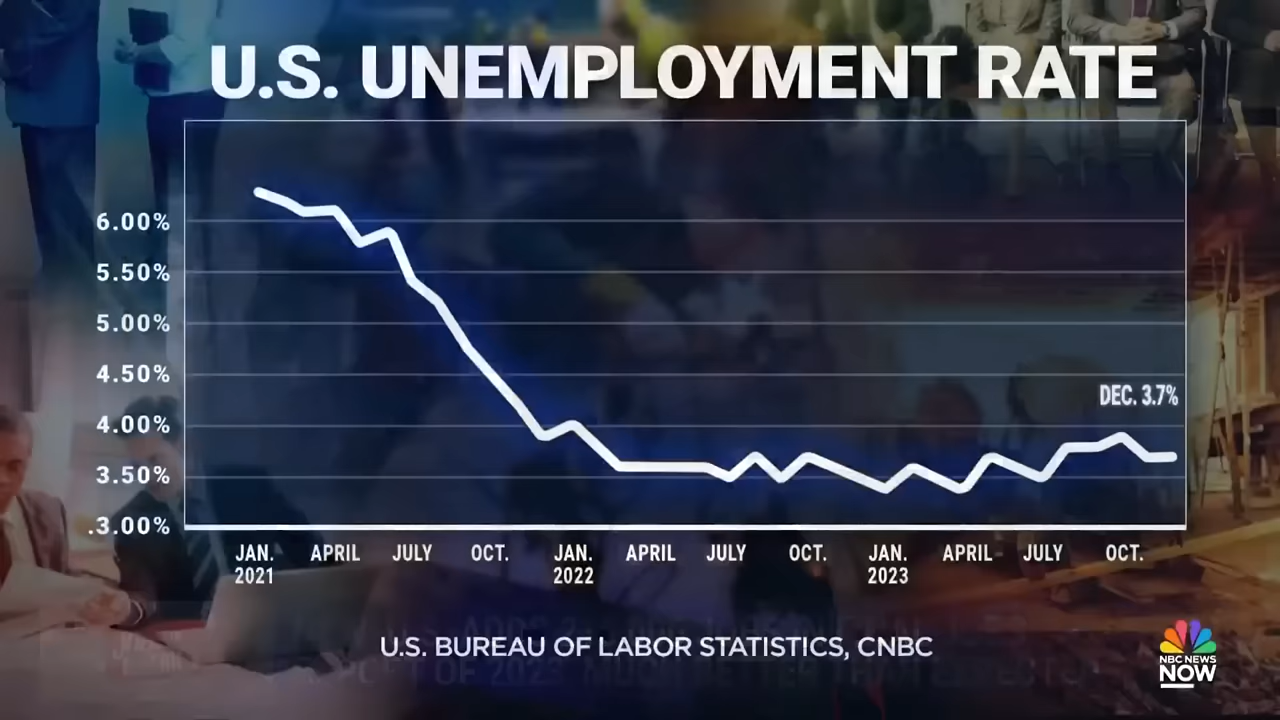 U.S. UNEMPLOYMENT RATE
6.00%
5.50%
5.00%
4.50%
4.00%
3.50%
.3.00%
DEC. 3.7%
JAN. APRIL JULY OCT. JAN. APRIL JULY OCT. JAN. APRIL JULY OCT.
2021 2022 2023
U.S. BUREAU OF LABOR STATISTICS, CNBC
NBC NEWS
NOW